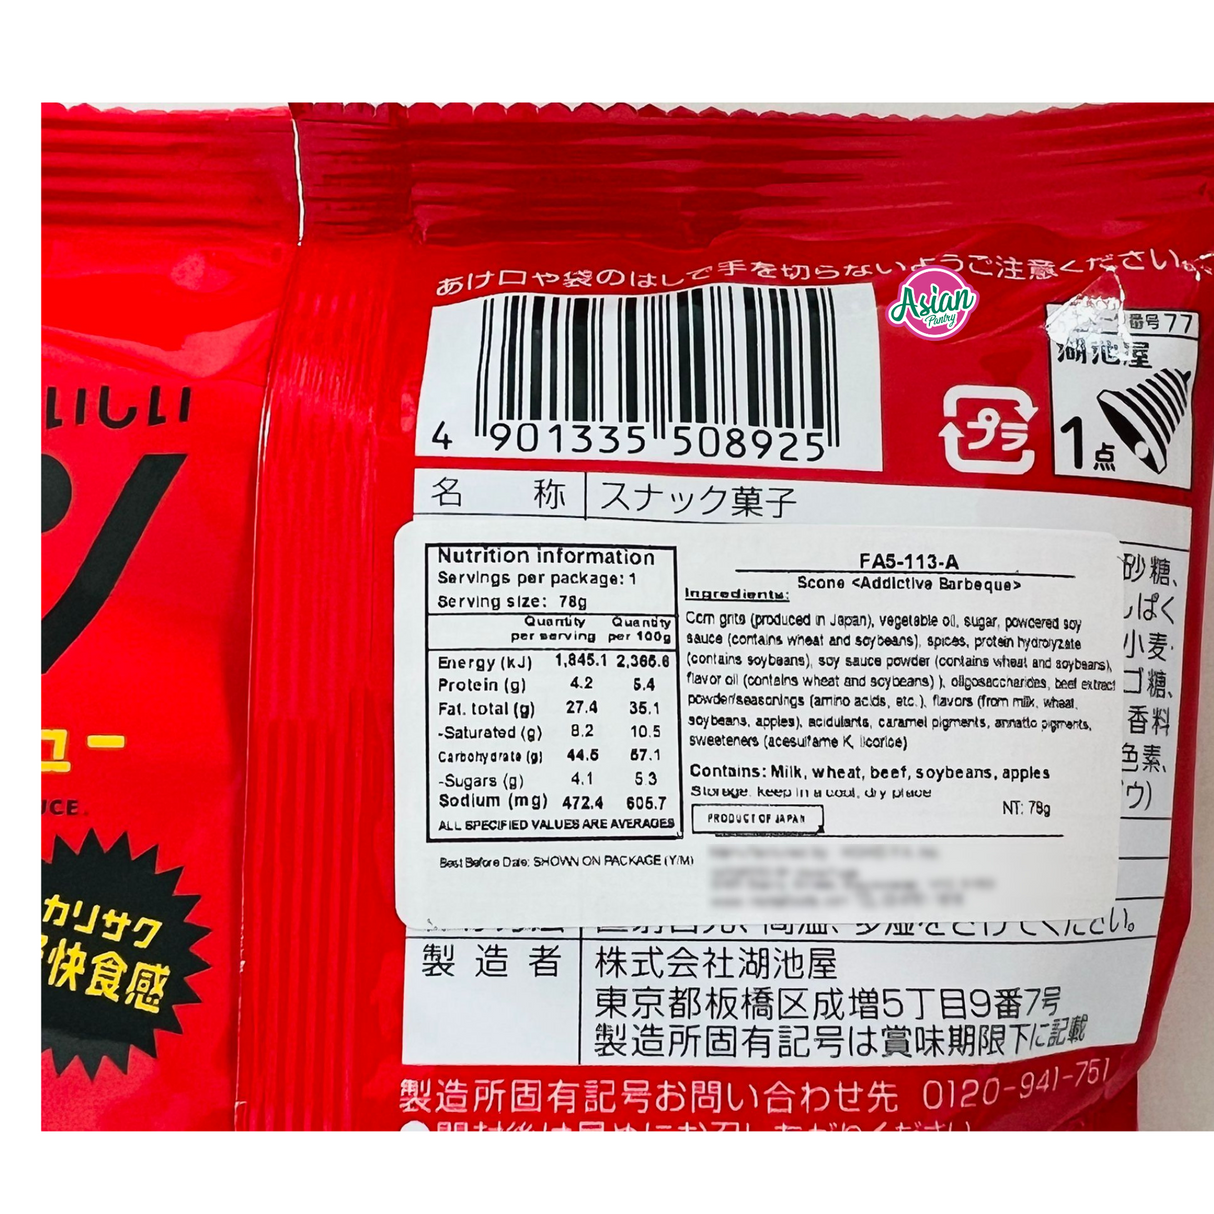 あけ口や袋のはしで手を切らないようご注意ください。
Asian
Pantry
番号77
湖池屋
1点
プラ
4 901335 508925
いしい
名 称 スナック菓子
砂糖、
しぱく
小麦・
ゴ糖、
香料
色素、
ウ)
Nutrition information
Servings per package: 1
Serving size: 78g
Quantity per serving Quantity per 100g
Energy (kJ) 1,845.1 2,365.6
Protein (g) 4.2 5.4
Fat, total (g) 27.4 35.1
-Saturated (g) 8.2 10.5
Carbohydrate (g) 44.5 57.1
-Sugars (g) 4.1 5.3
Sodium (mg) 472.4 605.7
ALL SPECIFIED VALUES ARE AVERAGES
Best Before Date: SHOWN ON PACKAGE (Y/M)
FA5-113-A
Scone <Addictive Barbeque>
Ingredients:
Corn grits (produced in Japan), vegetable oil, sugar, powdered soy
sauce (contains wheat and soybeans), spices, protein hydrolyzate
(contains soybeans), soy sauce powder (contains wheat and soybeans),
flavor oil (contains wheat and soybeans) ), oligosaccharides, beef extract
powder/seasonings (amino acids, etc.), flavors (from milk, wheat,
soybeans, apples), acidulants, caramel pigments, annatto pigments,
sweeteners (acesulfame K, licorice)
Contains: Milk, wheat, beef, soybeans, apples
Storage: keep in a cool, dry place
NT: 78g
PRODUCT OF JAPAN
ュー
UCE.
カリサク
快食感
製造者 株式会社湖池屋
東京都板橋区成増5丁目9番7号
製造所固有記号は賞味期限下に記載
製造所固有記号お問い合わせ先 0120-941-751